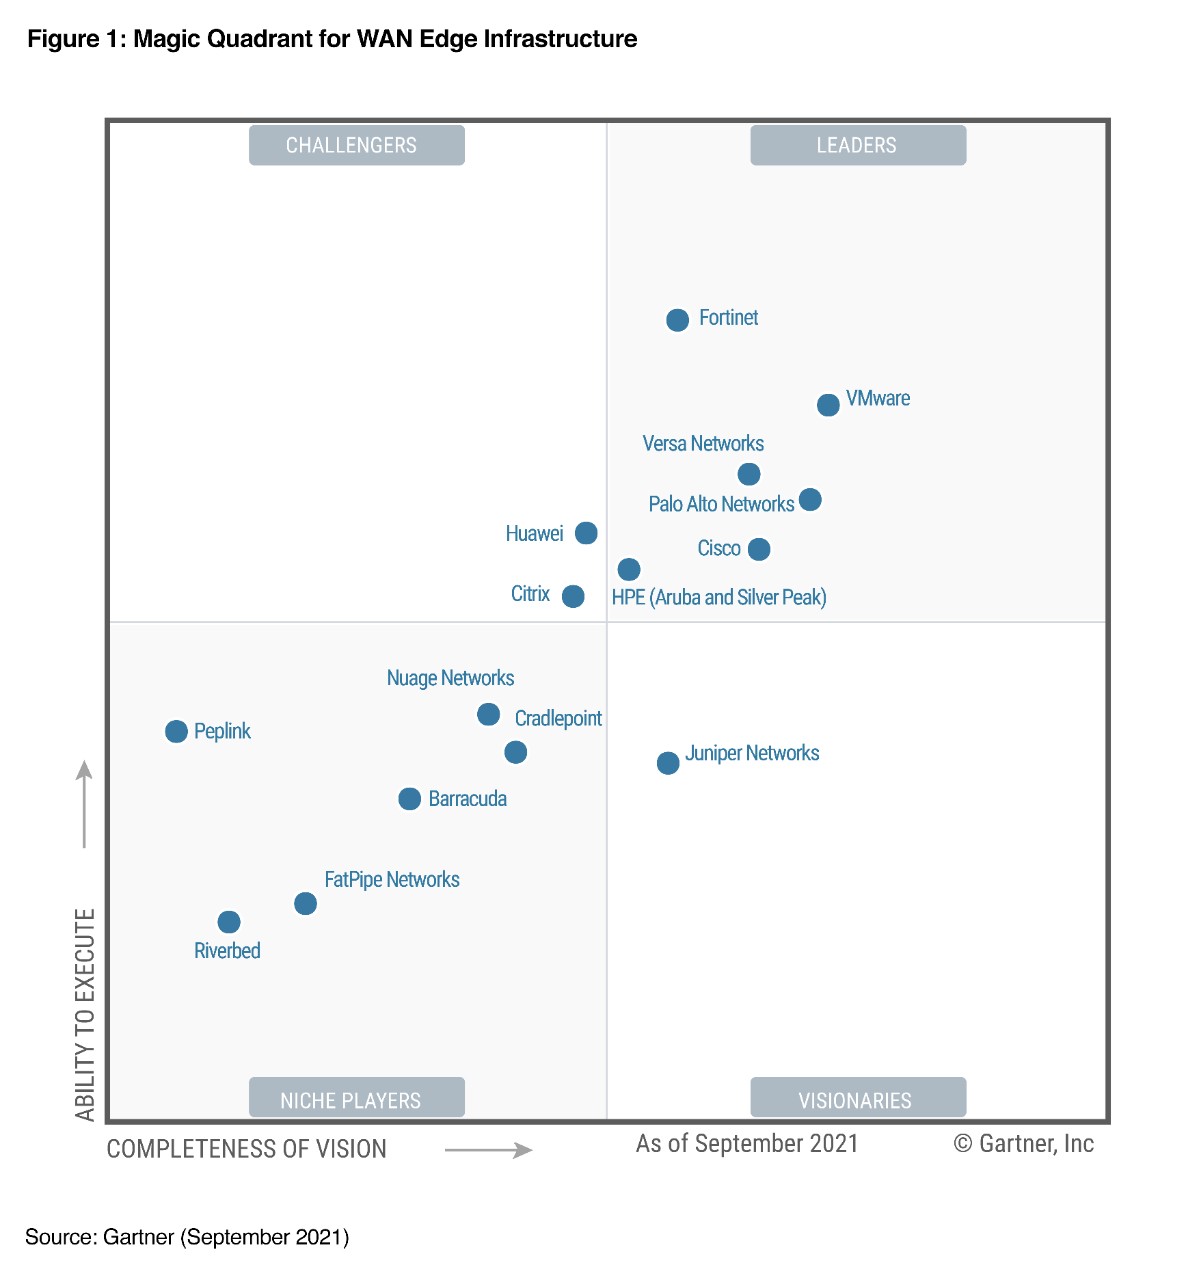 Figure 1: Magic Quadrant for WAN Edge Infrastructure
CHALLENGERS
LEADERS
Fortinet
VMware
Versa Networks
Palo Alto Networks
Huawei
Cisco
Citrix
HPE (Aruba and Silver Peak)
Nuage Networks
Cradlepoint
Peplink
Juniper Networks
Barracuda
FatPipe Networks
Riverbed
ABILITY TO EXECUTE
NICHE PLAYERS
VISIONARIES
COMPLETENESS OF VISION
As of September 2021
© Gartner, Inc
Source: Gartner (September 2021)